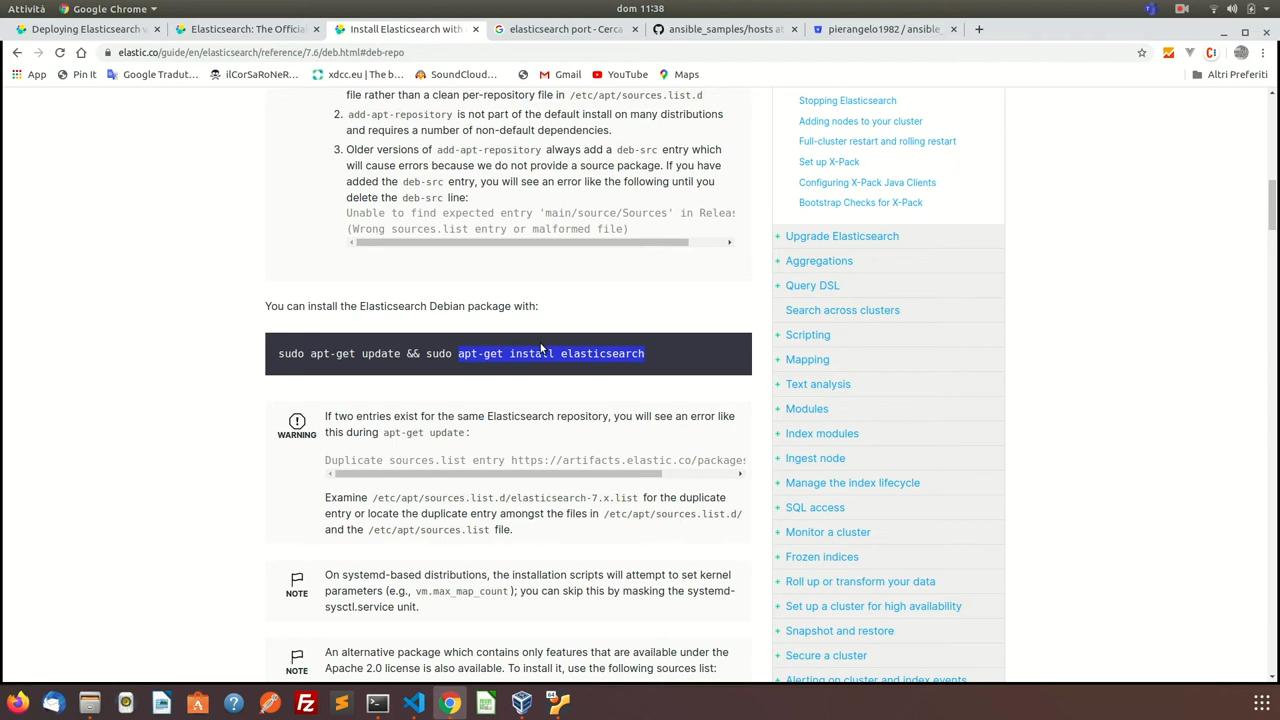 Attività
Google Chrome
dom 11:38
Deploying Elasticsearch w
Elasticsearch: The Officia
Install Elasticsearch with
elasticsearch port - Cerca
ansible_samples/hosts at
pierangelo1982 / ansible_
elastic.co/guide/en/elasticsearch/reference/7.6/deb.html#deb-repo
App
Pin It
Google Tradut...
ilCorSaRoNeR...
xdcc.eu | The b...
SoundCloud...
Gmail
YouTube
Maps
Altri Preferiti
file rather than a clean per-repository file in /etc/apt/sources.list.d
2. add-apt-repository is not part of the default install on many distributions
and requires a number of non-default dependencies.
3. Older versions of add-apt-repository always add a deb-src entry which
will cause errors because we do not provide a source package. If you have
added the deb-src entry, you will see an error like the following until you
delete the deb-src line:
Unable to find expected entry 'main/source/Sources' in Releas
(Wrong sources.list entry or malformed file)
You can install the Elasticsearch Debian package with:
sudo apt-get update && sudo apt-get install elasticsearch
WARNING
If two entries exist for the same Elasticsearch repository, you will see an error like
this during apt-get update:
Duplicate sources.list entry https://artifacts.elastic.co/packages
Examine /etc/apt/sources.list.d/elasticsearch-7.x.list for the duplicate
entry or locate the duplicate entry amongst the files in /etc/apt/sources.list.d/
and the /etc/apt/sources.list file.
NOTE
On systemd-based distributions, the installation scripts will attempt to set kernel
parameters (e.g., vm.max_map_count); you can skip this by masking the systemd-
sysctl.service unit.
NOTE
An alternative package which contains only features that are available under the
Apache 2.0 license is also available. To install it, use the following sources list:
Stopping Elasticsearch
Adding nodes to your cluster
Full-cluster restart and rolling restart
Set up X-Pack
Configuring X-Pack Java Clients
Bootstrap Checks for X-Pack
+ Upgrade Elasticsearch
+ Aggregations
+ Query DSL
Search across clusters
+ Scripting
+ Mapping
+ Text analysis
+ Modules
+ Index modules
+ Ingest node
+ Manage the index lifecycle
+ SQL access
+ Monitor a cluster
+ Frozen indices
+ Roll up or transform your data
+ Set up a cluster for high availability
+ Snapshot and restore
+ Secure a cluster
+ Alerting on cluster and index events